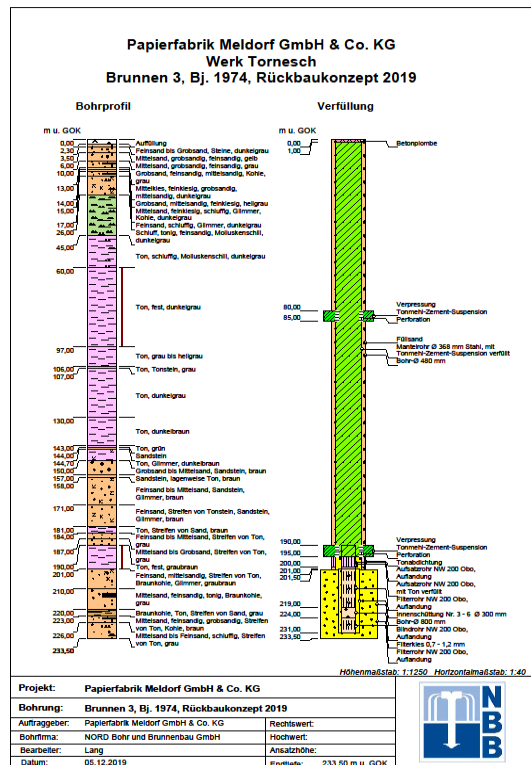 Papierfabrik Meldorf GmbH & Co. KG
Werk Tornesch
Brunnen 3, Bj. 1974, Rückbaukonzept 2019
Bohrprofil
m u. GOK
0,00
2,30
3,50
6,00
10,00
13,00
14,00
15,00
17,00
26,00
45,00
60,00
97,00
106,00
107,00
130,00
143,00
144,00
144,70
150,00
157,00
158,00
171,00
181,00
184,00
187,00
190,00
201,00
210,00
220,00
223,00
226,00
233,50
Auffüllung
Feinsand bis Grobsand, Steine, dunkelgrau
Mittelsand, grobsandig, feinsandig, gelb
Mittelsand, grobsandig, feinsandig, grau
Grobsand, feinsandig, mittelsandig, Kohle,
grau
Mittelkies, feinkiesig, grobsandig,
mittelsandig, dunkelgrau
Grobsand, mittelsandig, feinkiesig, hellgrau
Mittelsand, feinkiesig, schluffig, Glimmer,
Kohle, dunkelgrau
Feinsand, schluffig, Glimmer, dunkelgrau
Schluff, tonig, feinsandig, Molluskenschill,
dunkelgrau
Ton, schluffig, Molluskenschill, dunkelgrau
Ton, fest, dunkelgrau
Ton, grau bis hellgrau
Ton, Tonstein, grau
Ton, dunkelgrau
Ton, dunkelbraun
Ton, grün
Sandstein
Ton, Glimmer, dunkelbraun
Grobsand bis Mittelsand, Sandstein, braun
Sandstein, lagenweise Ton, braun
Feinsand bis Mittelsand, Sandstein,
Glimmer, braun
Feinsand, Streifen von Tonstein, Sandstein,
Glimmer, braun
Ton, Streifen von Sand, braun
Feinsand bis Mittelsand, Streifen von Ton,
grau
Mittelsand bis Grobsand, Streifen von Ton,
grau
Ton, fest, graubraun
Feinsand, mittelsandig, Streifen von Ton,
Braunkohle, Glimmer, graubraun
Mittelsand, feinsandig, tonig, Braunkohle,
grau
Braunkohle, Ton, Streifen von Sand, grau
Mittelsand, feinsandig, grobsandig, Streifen
von Ton, Kohle, braun
Mittelsand bis Feinsand, schluffig, Streifen
von Ton, grau
Verfüllung
m u. GOK
0,00
1,00
80,00
85,00
190,00
195,00
200,00
201,00
201,50
219,00
224,00
231,00
233,50
Betonplombe
Verpressung
Tonmehl-Zement-Suspension
Perforation
Füllsand
Mantelrohr Ø 368 mm Stahl, mit
Tonmehl-Zement-Suspension verfüllt
Bohr-Ø 480 mm
Verpressung
Tonmehl-Zement-Suspension
Perforation
Tonabdichtung
Aufsatzrohr NW 200 Obo,
Auflandung
Aufsatzrohr NW 200 Obo,
mit Ton verfüllt
Filterrohr NW 200 Obo,
Auflandung
Innenschüttung Nr. 3 - 6 Ø 300 mm
Bohr-Ø 800 mm
Blindrohr NW 200 Obo,
Auflandung
Filterkies 0,7 - 1,2 mm
Filterrohr NW 200 Obo,
Auflandung
Höhenmaßstab: 1:1250 Horizontalmaßstab: 1:40
Projekt: Papierfabrik Meldorf GmbH & Co. KG
Bohrung: Brunnen 3, Bj. 1974, Rückbaukonzept 2019
Auftraggeber: Papierfabrik Meldorf GmbH & Co. KG Rechtswert:
Bohrfirma: NORD Bohr und Brunnenbau GmbH Hochwert:
Bearbeiter: Lang Ansatzhöhe:
Datum: 05.12.2019 Endtiefe: 233,50 m u. GOK
NBB